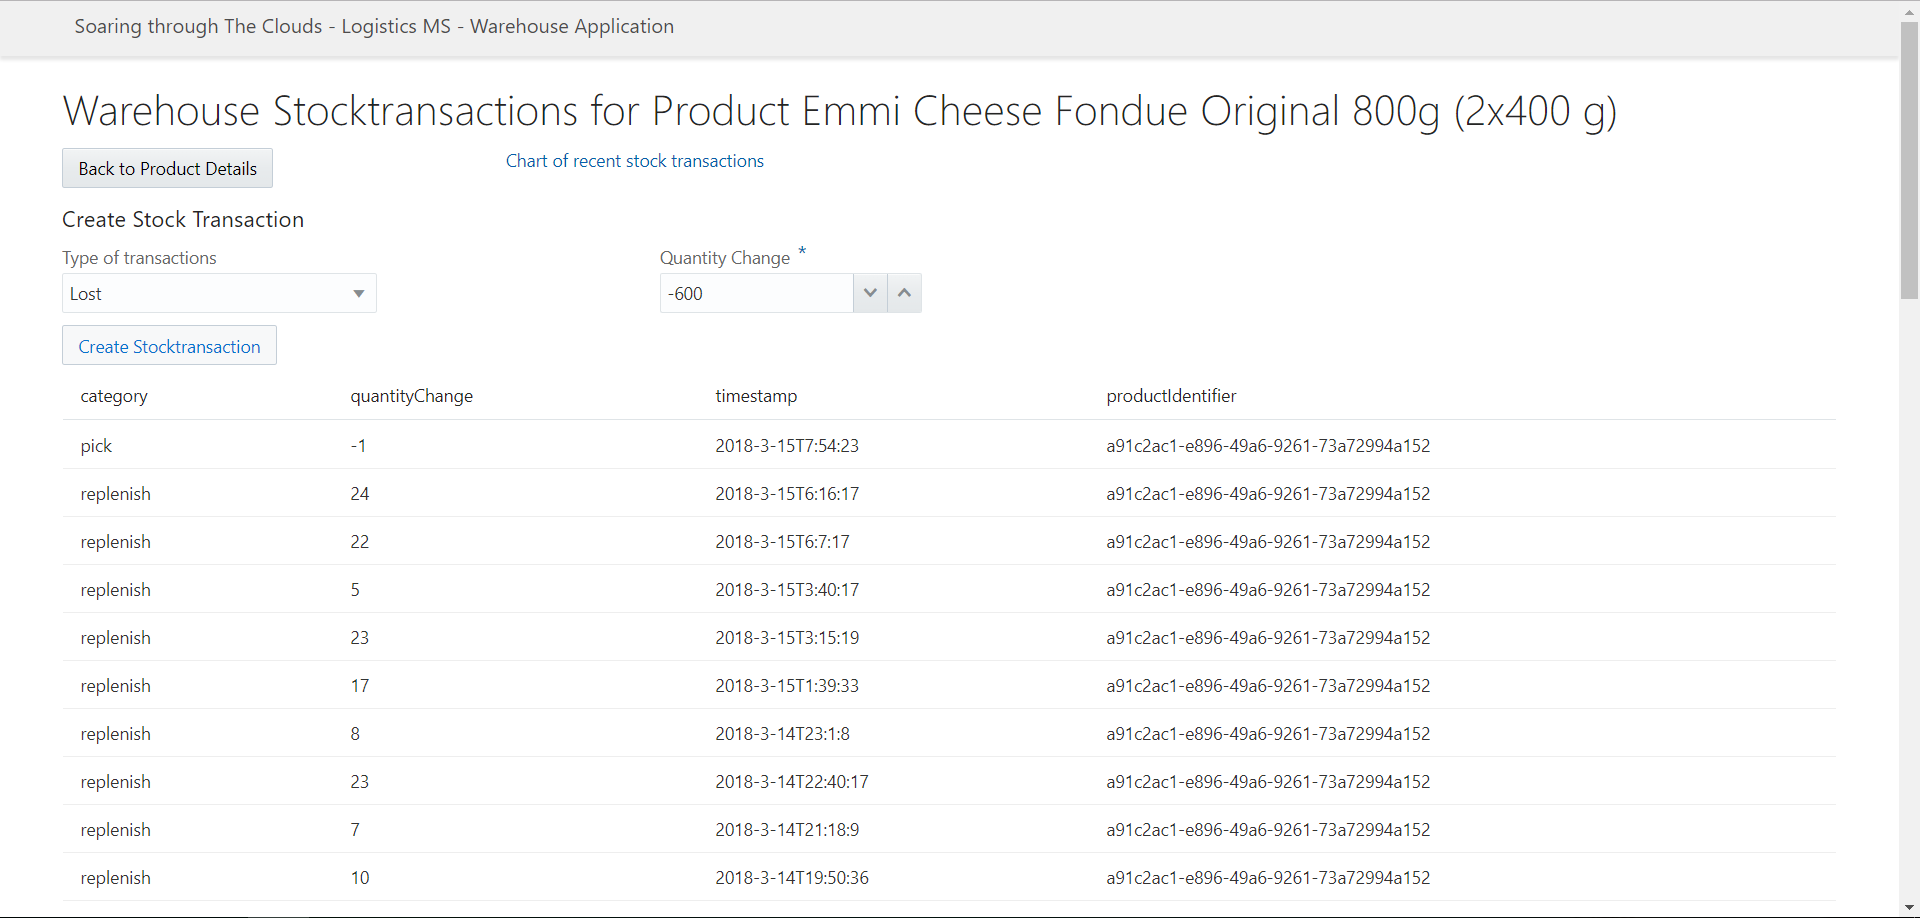 Soaring through The Clouds - Logistics MS - Warehouse Application
Warehouse Stocktransactions for Product Emmi Cheese Fondue Original 800g (2x400 g)
Back to Product Details
Chart of recent stock transactions
Create Stock Transaction
Type of transactions
Quantity Change *
Lost
-600
Create Stocktransaction
category quantityChange timestamp productIdentifier
pick -1 2018-3-15T7:54:23 a91c2ac1-e896-49a6-9261-73a72994a152
replenish 24 2018-3-15T6:16:17 a91c2ac1-e896-49a6-9261-73a72994a152
replenish 22 2018-3-15T6:7:17 a91c2ac1-e896-49a6-9261-73a72994a152
replenish 5 2018-3-15T3:40:17 a91c2ac1-e896-49a6-9261-73a72994a152
replenish 23 2018-3-15T3:15:19 a91c2ac1-e896-49a6-9261-73a72994a152
replenish 17 2018-3-15T1:39:33 a91c2ac1-e896-49a6-9261-73a72994a152
replenish 8 2018-3-14T23:1:8 a91c2ac1-e896-49a6-9261-73a72994a152
replenish 23 2018-3-14T22:40:17 a91c2ac1-e896-49a6-9261-73a72994a152
replenish 7 2018-3-14T21:18:9 a91c2ac1-e896-49a6-9261-73a72994a152
replenish 10 2018-3-14T19:50:36 a91c2ac1-e896-49a6-9261-73a72994a152